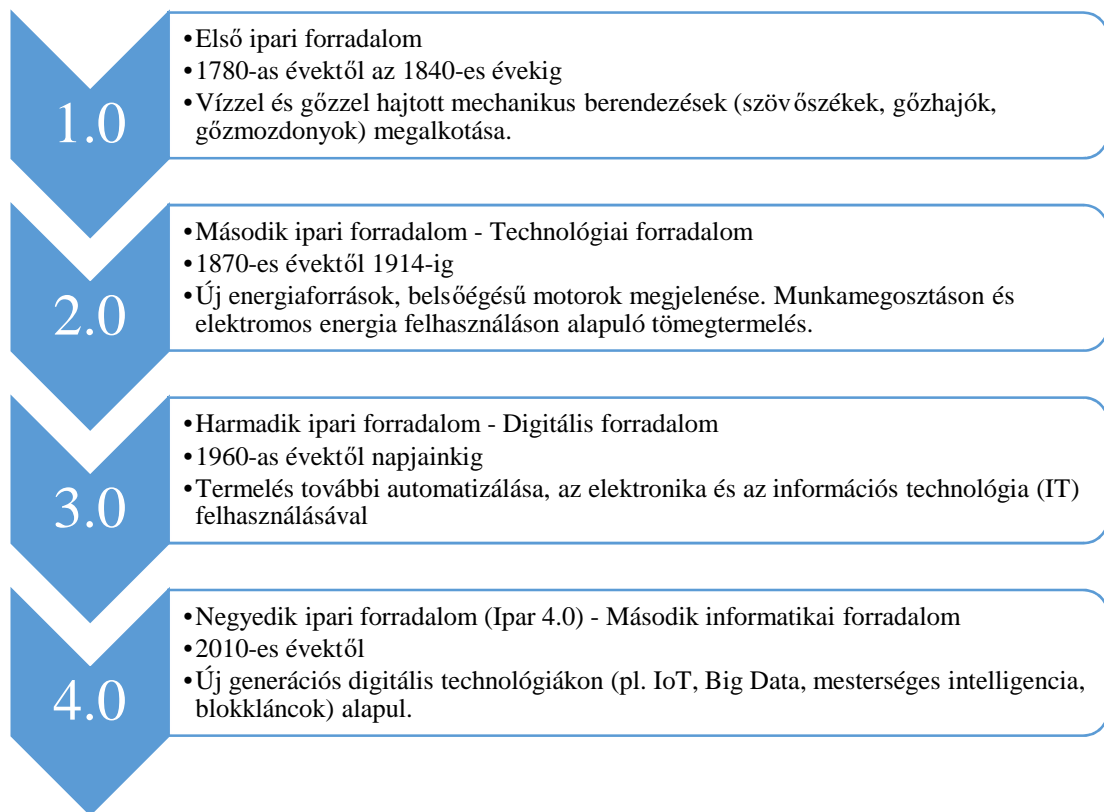 1.0
•Első ipari forradalom
•1780-as évektől az 1840-es évekig
•Vízzel és gőzzel hajtott mechanikus berendezések (szövőszékek, gőzhajók,
gőzmozdonyok) megalkotása.
2.0
•Második ipari forradalom - Technológiai forradalom
•1870-es évektől 1914-ig
•Új energiaforrások, belsőégésű motorok megjelenése. Munkamegosztáson és
elektromos energia felhasználáson alapuló tömegtermelés.
3.0
•Harmadik ipari forradalom - Digitális forradalom
•1960-as évektől napjainkig
•Termelés további automatizálása, az elektronika és az információs technológia (IT)
felhasználásával
4.0
•Negyedik ipari forradalom (Ipar 4.0) - Második informatikai forradalom
•2010-es évektől
•Új generációs digitális technológiákon (pl. IoT, Big Data, mesterséges intelligencia,
blokkláncok) alapul.